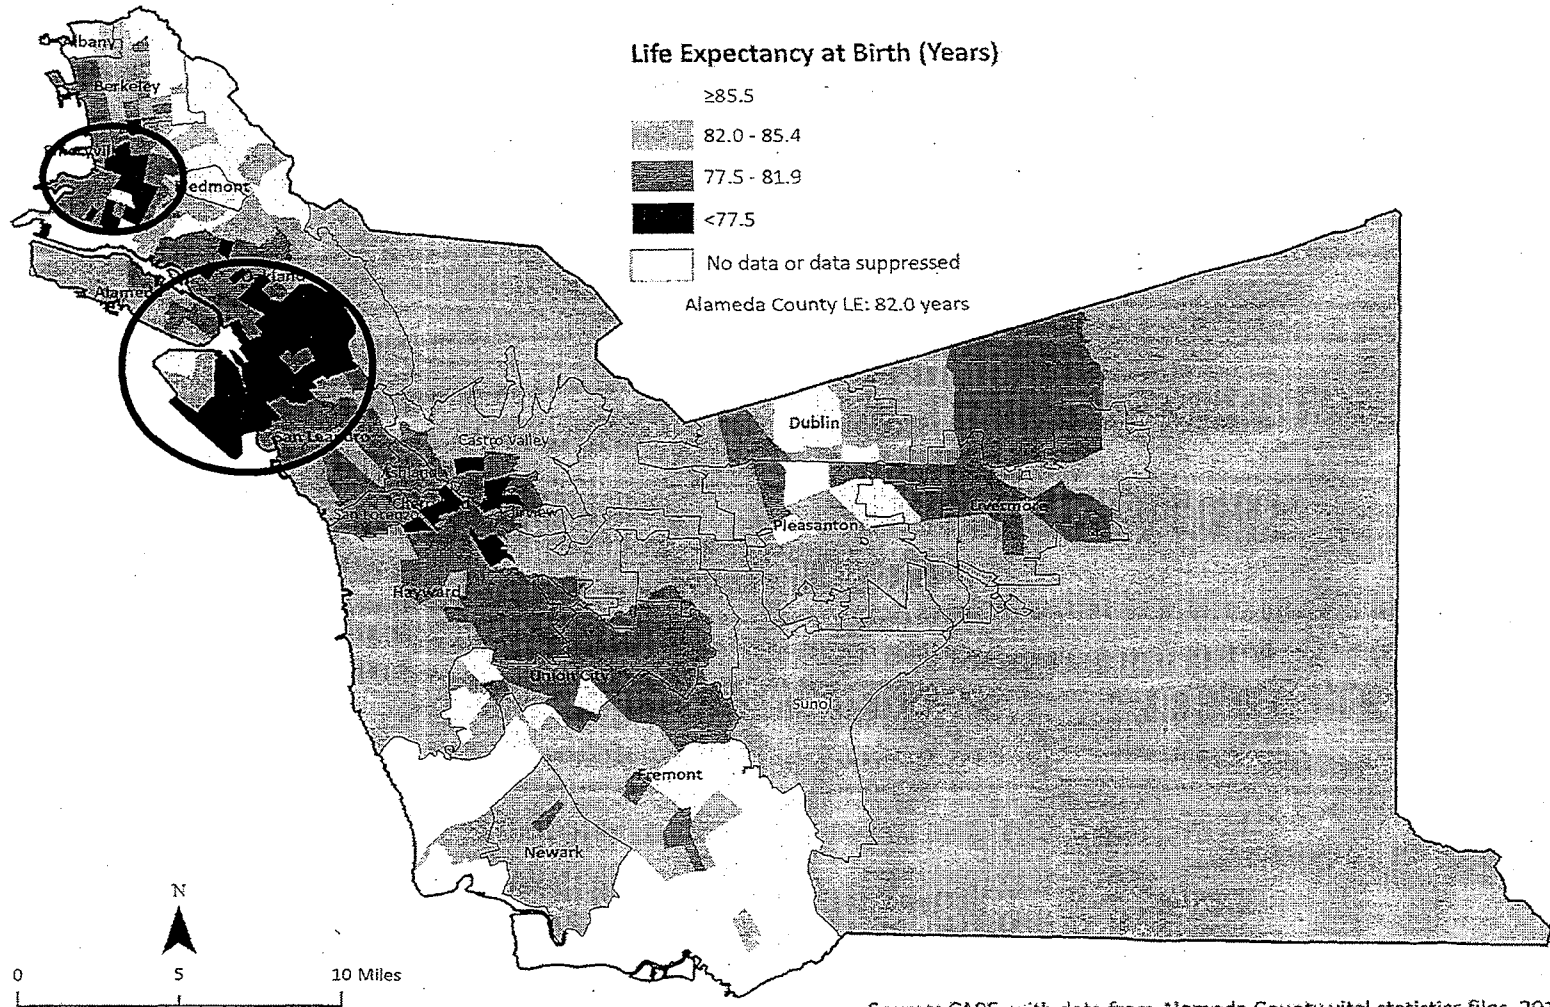 Life Expectancy at Birth (Years)
≥85.5
82.0 - 85.4
77.5 - 81.9
<77.5
No data or data suppressed
Alameda County LE: 82.0 years
Albany
Berkeley
Piedmont
Oakland
San Leandro
Castro Valley
Ashland
Dublin
Pleasanton
Livermore
Hayward
Union City
Sunol
Fremont
Newark
N
0 5 10 Miles